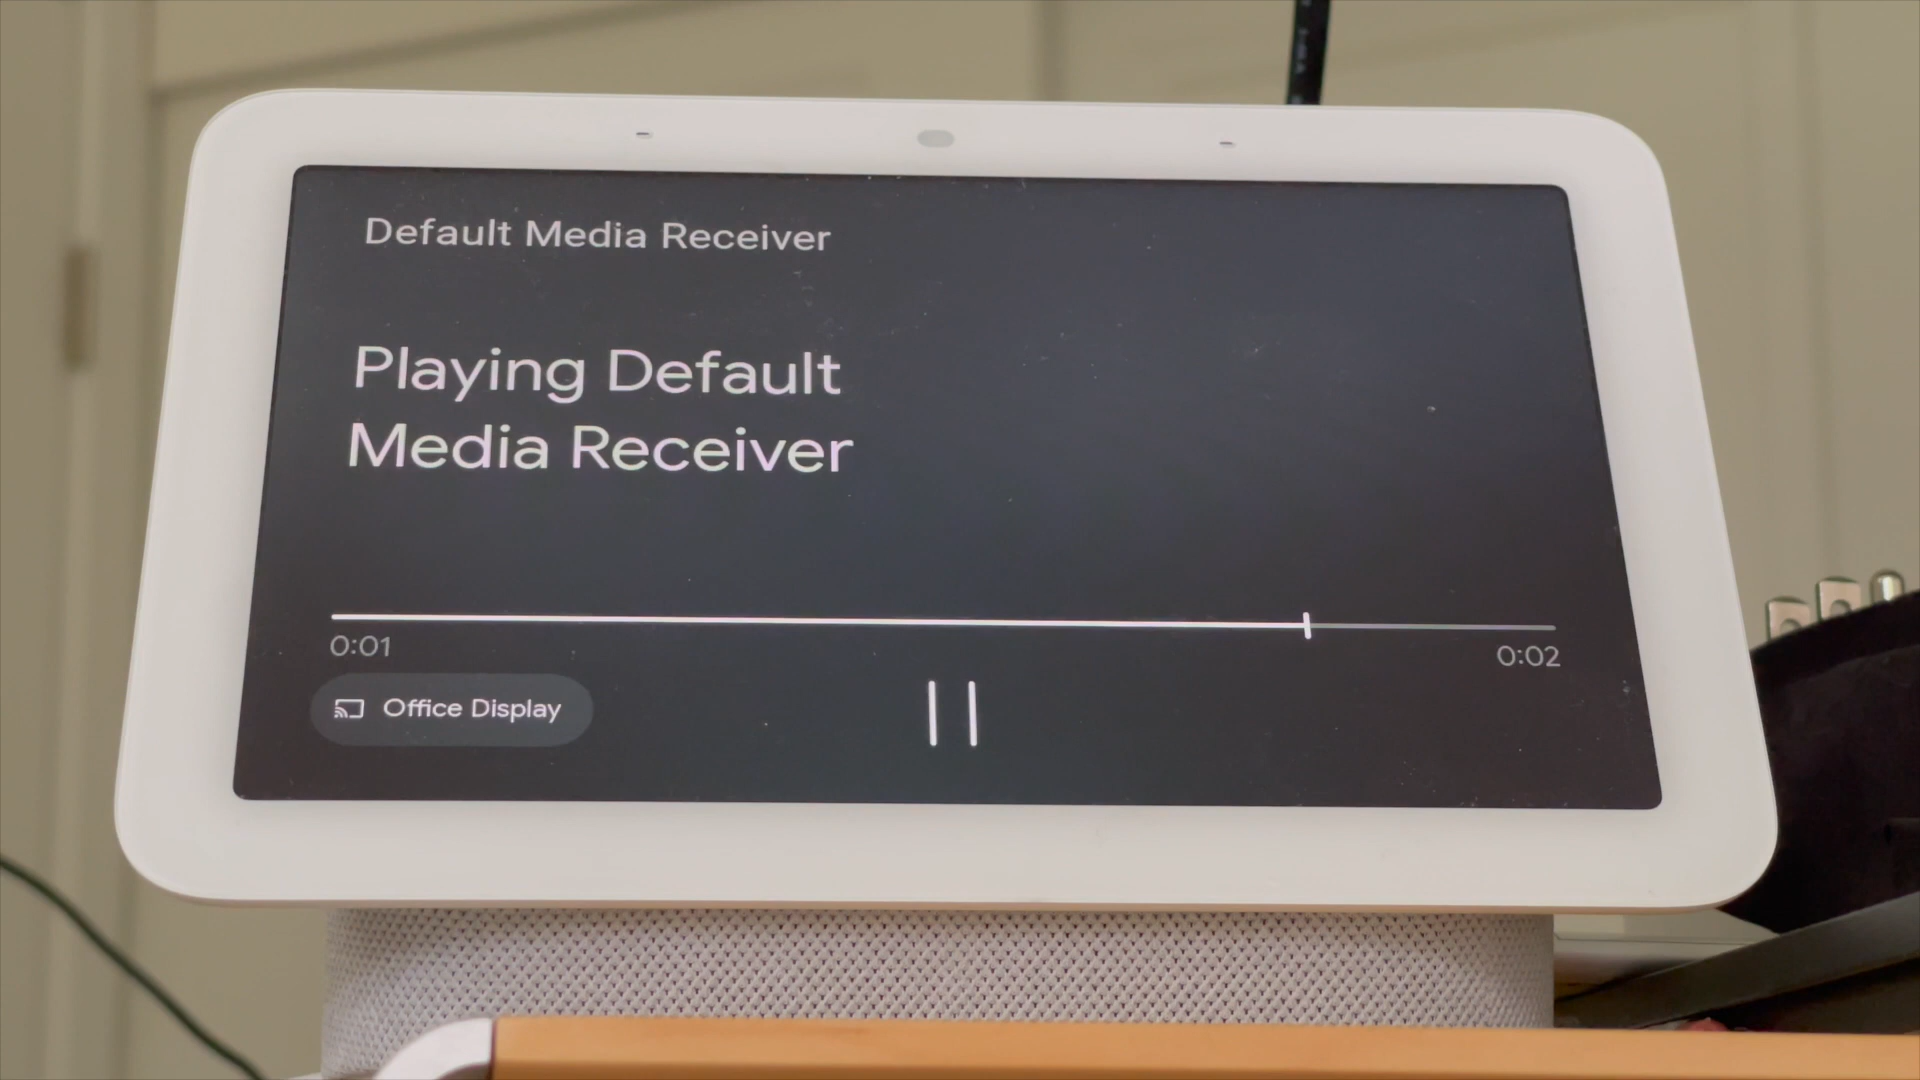 Default Media Receiver
Playing Default
Media Receiver
0:01
0:02
Office Display